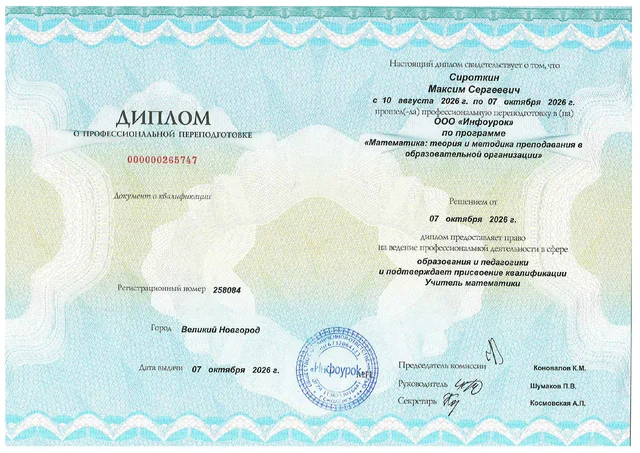 ДИПЛОМ
О ПРОФЕССИОНАЛЬНОЙ ПЕРЕПОДГОТОВКЕ
000000265747
Документ о квалификации
Регистрационный номер 258084
Город Великий Новгород
Дата выдачи 07 октября 2026 г.
Настоящий диплом свидетельствует о том, что
Сироткин
Максим Сергеевич
с 10 августа 2026 г. по 07 октября 2026 г.
прошел(-ла) профессиональную переподготовку в (на)
ООО «Инфоурок»
по программе
«Математика: теория и методика преподавания в
образовательной организации»
Решением от
07 октября 2026 г.
диплом предоставляет право
на ведение профессиональной деятельности в сфере
образования и педагогики
и подтверждает присвоение квалификации
Учитель математики
«Инфоурок»
М.П.
Председатель комиссии Коновалов К.М.
Руководитель Шумаков П.В.
Секретарь Космовская А.П.